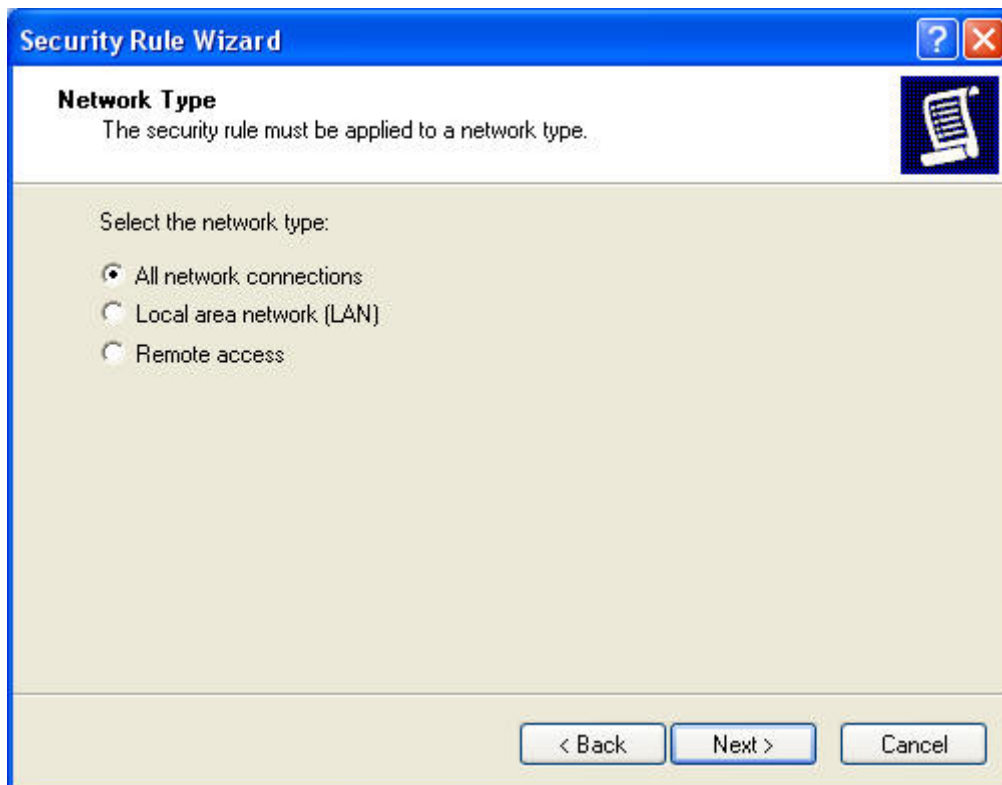 Security Rule Wizard
?
Network Type
The security rule must be applied to a network type.
Select the network type:
All network connections
Local area network (LAN)
Remote access
< Back
Next >
Cancel